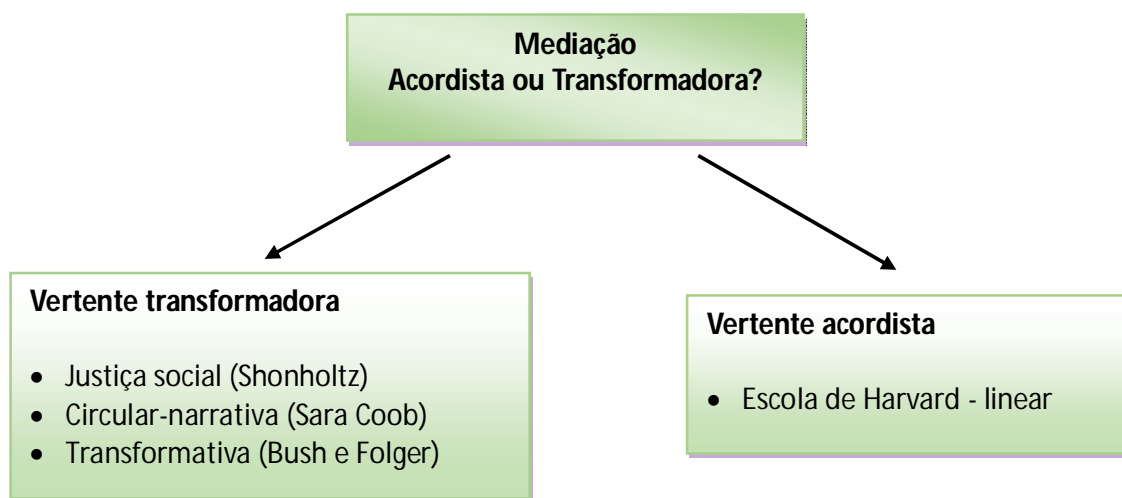 Mediação
Acordista ou Transformadora?
Vertente transformadora
• Justiça social (Shonholtz)
• Circular-narrativa (Sara Coob)
• Transformativa (Bush e Folger)
Vertente acordista
• Escola de Harvard - linear